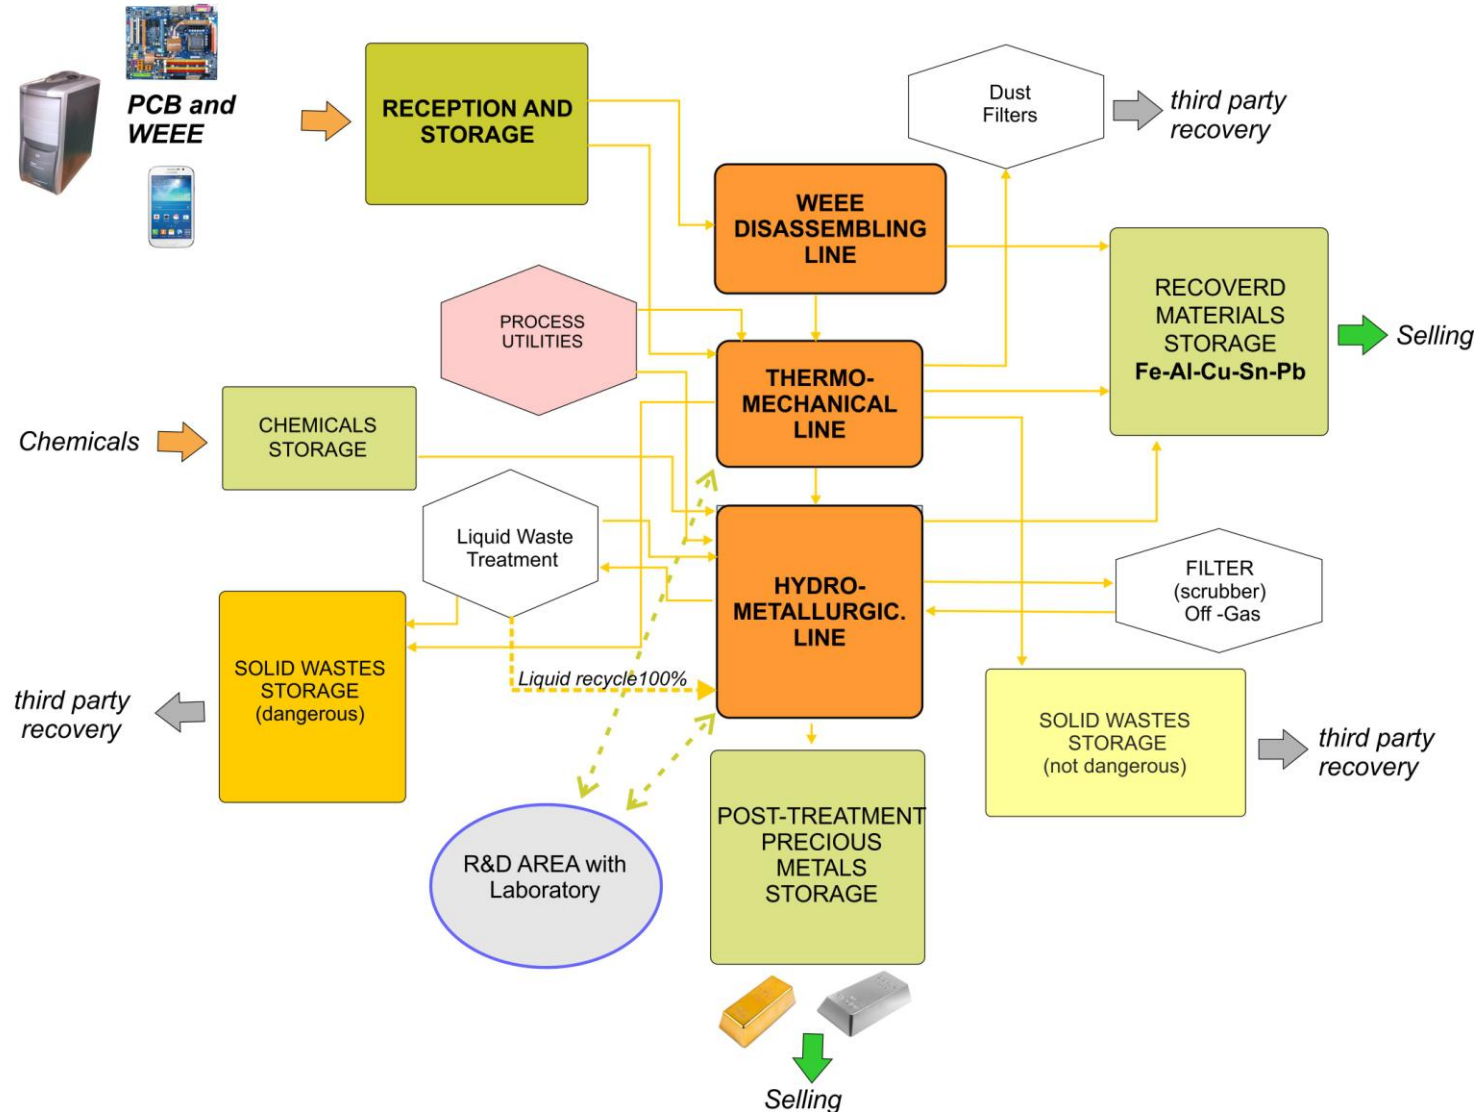 PCB and
WEEE
RECEPTION AND
STORAGE
Dust
Filters
third party
recovery
WEEE
DISASSEMBLING
LINE
RECOVERD
MATERIALS
STORAGE
Fe-Al-Cu-Sn-Pb
Selling
PROCESS
UTILITIES
THERMO-
MECHANICAL
LINE
Chemicals
CHEMICALS
STORAGE
Liquid Waste
Treatment
HYDRO-
METALLURGIC.
LINE
FILTER
(scrubber)
Off -Gas
SOLID WASTES
STORAGE
(dangerous)
third party
recovery
Liquid recycle100%
SOLID WASTES
STORAGE
(not dangerous)
third party
recovery
POST-TREATMENT
PRECIOUS
METALS
STORAGE
R&D AREA with
Laboratory
Selling